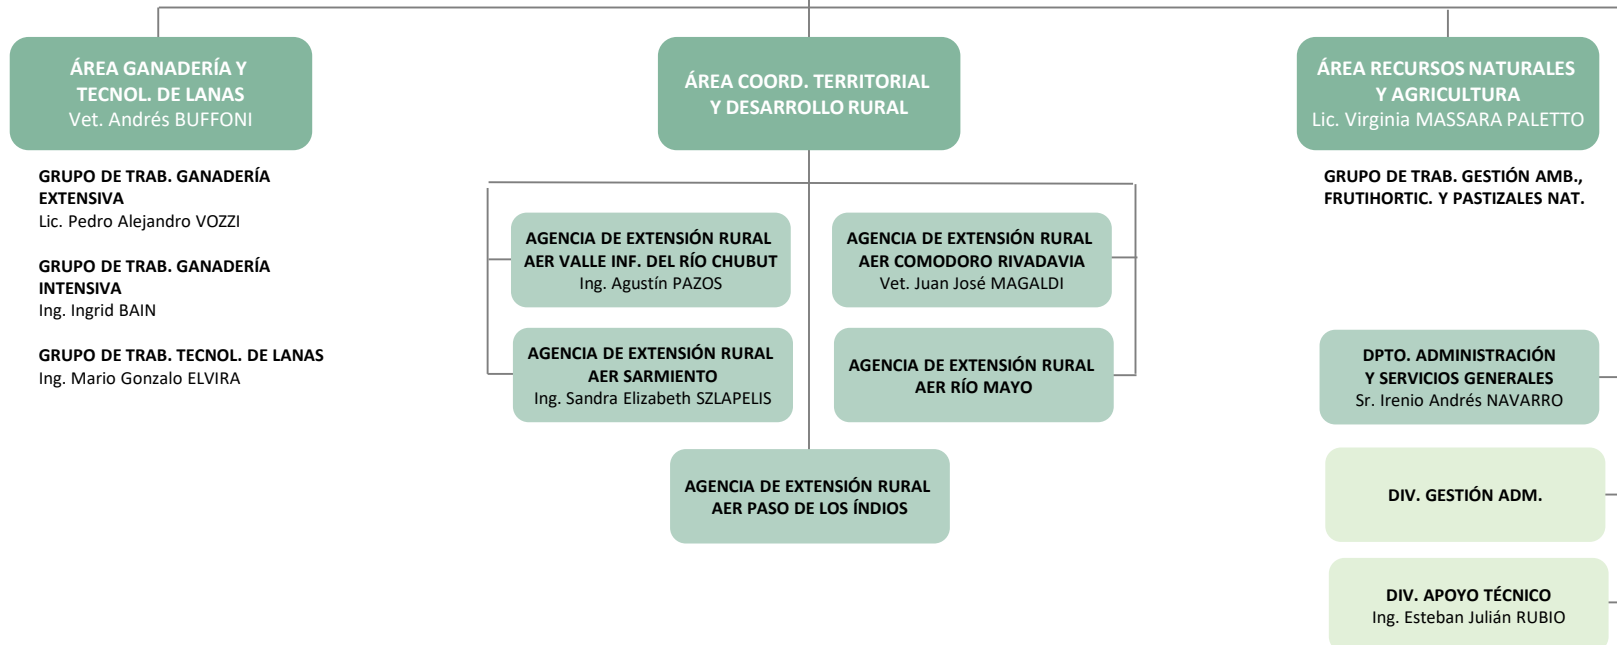 ÁREA GANADERÍA Y
TECNOL. DE LANAS
Vet. Andrés BUFFONI
GRUPO DE TRAB. GANADERÍA
EXTENSIVA
Lic. Pedro Alejandro VOZZI
GRUPO DE TRAB. GANADERÍA
INTENSIVA
Ing. Ingrid BAIN
GRUPO DE TRAB. TECNOL. DE LANAS
Ing. Mario Gonzalo ELVIRA
ÁREA COORD. TERRITORIAL
Y DESARROLLO RURAL
AGENCIA DE EXTENSIÓN RURAL
AER VALLE INF. DEL RÍO CHUBUT
Ing. Agustín PAZOS
AGENCIA DE EXTENSIÓN RURAL
AER COMODORO RIVADAVIA
Vet. Juan José MAGALDI
AGENCIA DE EXTENSIÓN RURAL
AER SARMIENTO
Ing. Sandra Elizabeth SZLAPELIS
AGENCIA DE EXTENSIÓN RURAL
AER RÍO MAYO
AGENCIA DE EXTENSIÓN RURAL
AER PASO DE LOS ÍNDIOS
ÁREA RECURSOS NATURALES
Y AGRICULTURA
Lic. Virginia MASSARA PALETTO
GRUPO DE TRAB. GESTIÓN AMB.,
FRUTIHORTIC. Y PASTIZALES NAT.
DPTO. ADMINISTRACIÓN
Y SERVICIOS GENERALES
Sr. Irenio Andrés NAVARRO
DIV. GESTIÓN ADM.
DIV. APOYO TÉCNICO
Ing. Esteban Julián RUBIO